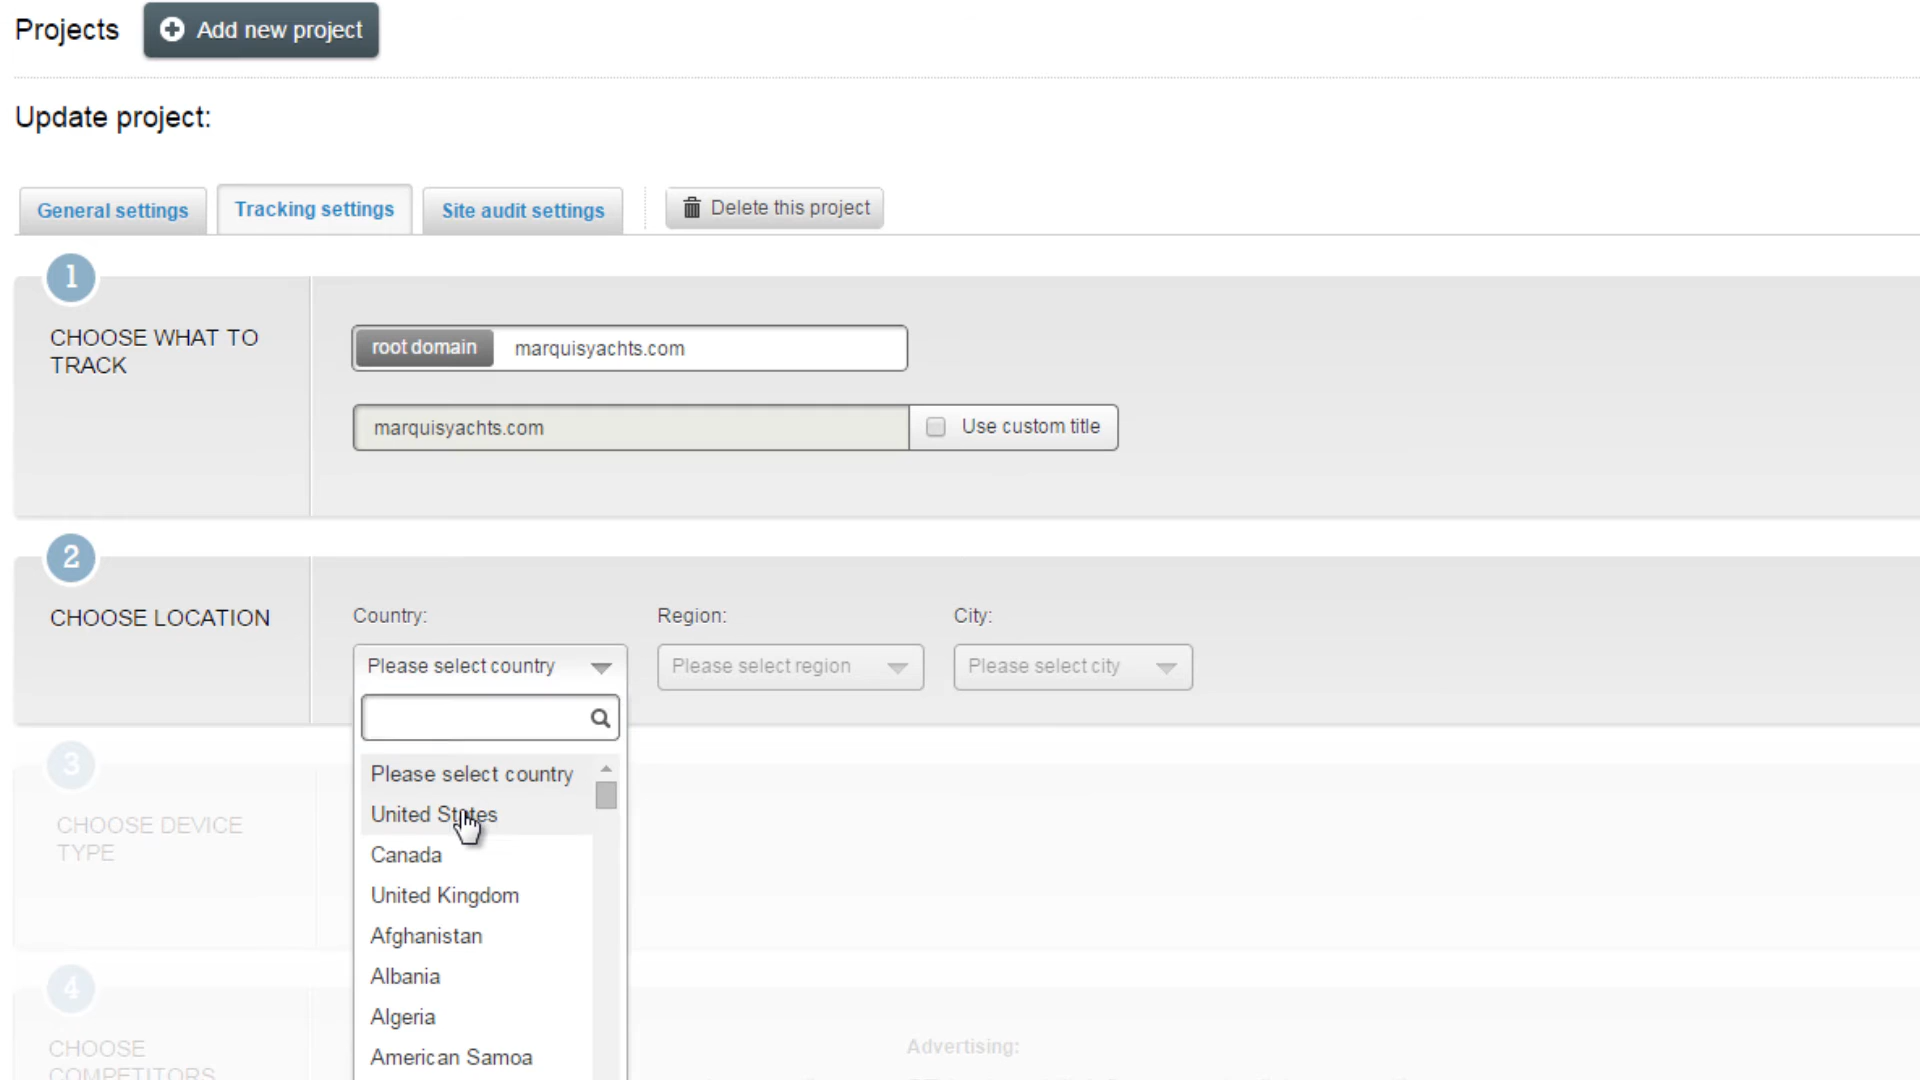 Projects
Add new project
Update project:
General settings
Tracking settings
Site audit settings
Delete this project
1
CHOOSE WHAT TO
TRACK
root domain
marquisyachts.com
marquisyachts.com
Use custom title
2
CHOOSE LOCATION
Country:
Region:
City:
Please select country
Please select region
Please select city
Please select country
United States
Canada
United Kingdom
Afghanistan
Albania
Algeria
American Samoa
3
CHOOSE DEVICE
TYPE
4
CHOOSE
COMPETITORS
Advertising: